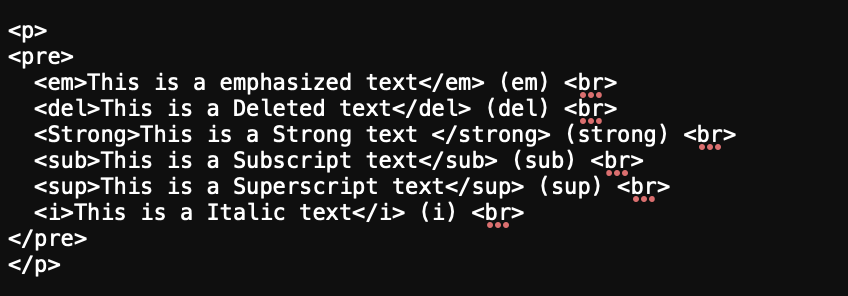 <p>
<pre>
  <em>This is a emphasized text</em> (em) <br>
  <del>This is a Deleted text</del> (del) <br>
  <Strong>This is a Strong text </strong> (strong) <br>
  <sub>This is a Subscript text</sub> (sub) <br>
  <sup>This is a Superscript text</sup> (sup) <br>
  <i>This is a Italic text</i> (i) <br>
</pre>
</p>